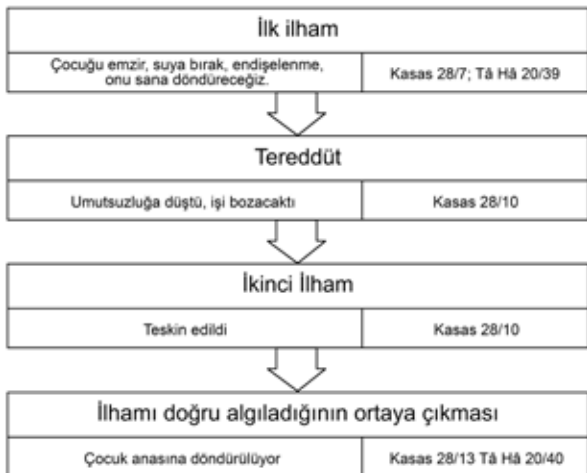 İlk ilham
Çocuğu emzir, suya bırak, endişelenme,
onu sana döndüreceğiz.
Kasas 28/7; Tâ Hâ 20/39
Tereddüt
Umutsuzluğa düştü, işi bozacaktı
Kasas 28/10
İkinci İlham
Teskin edildi
Kasas 28/10
İlhamı doğru algıladığının ortaya çıkması
Çocuk anasına döndürülüyor
Kasas 28/13 Tâ Hâ 20/40